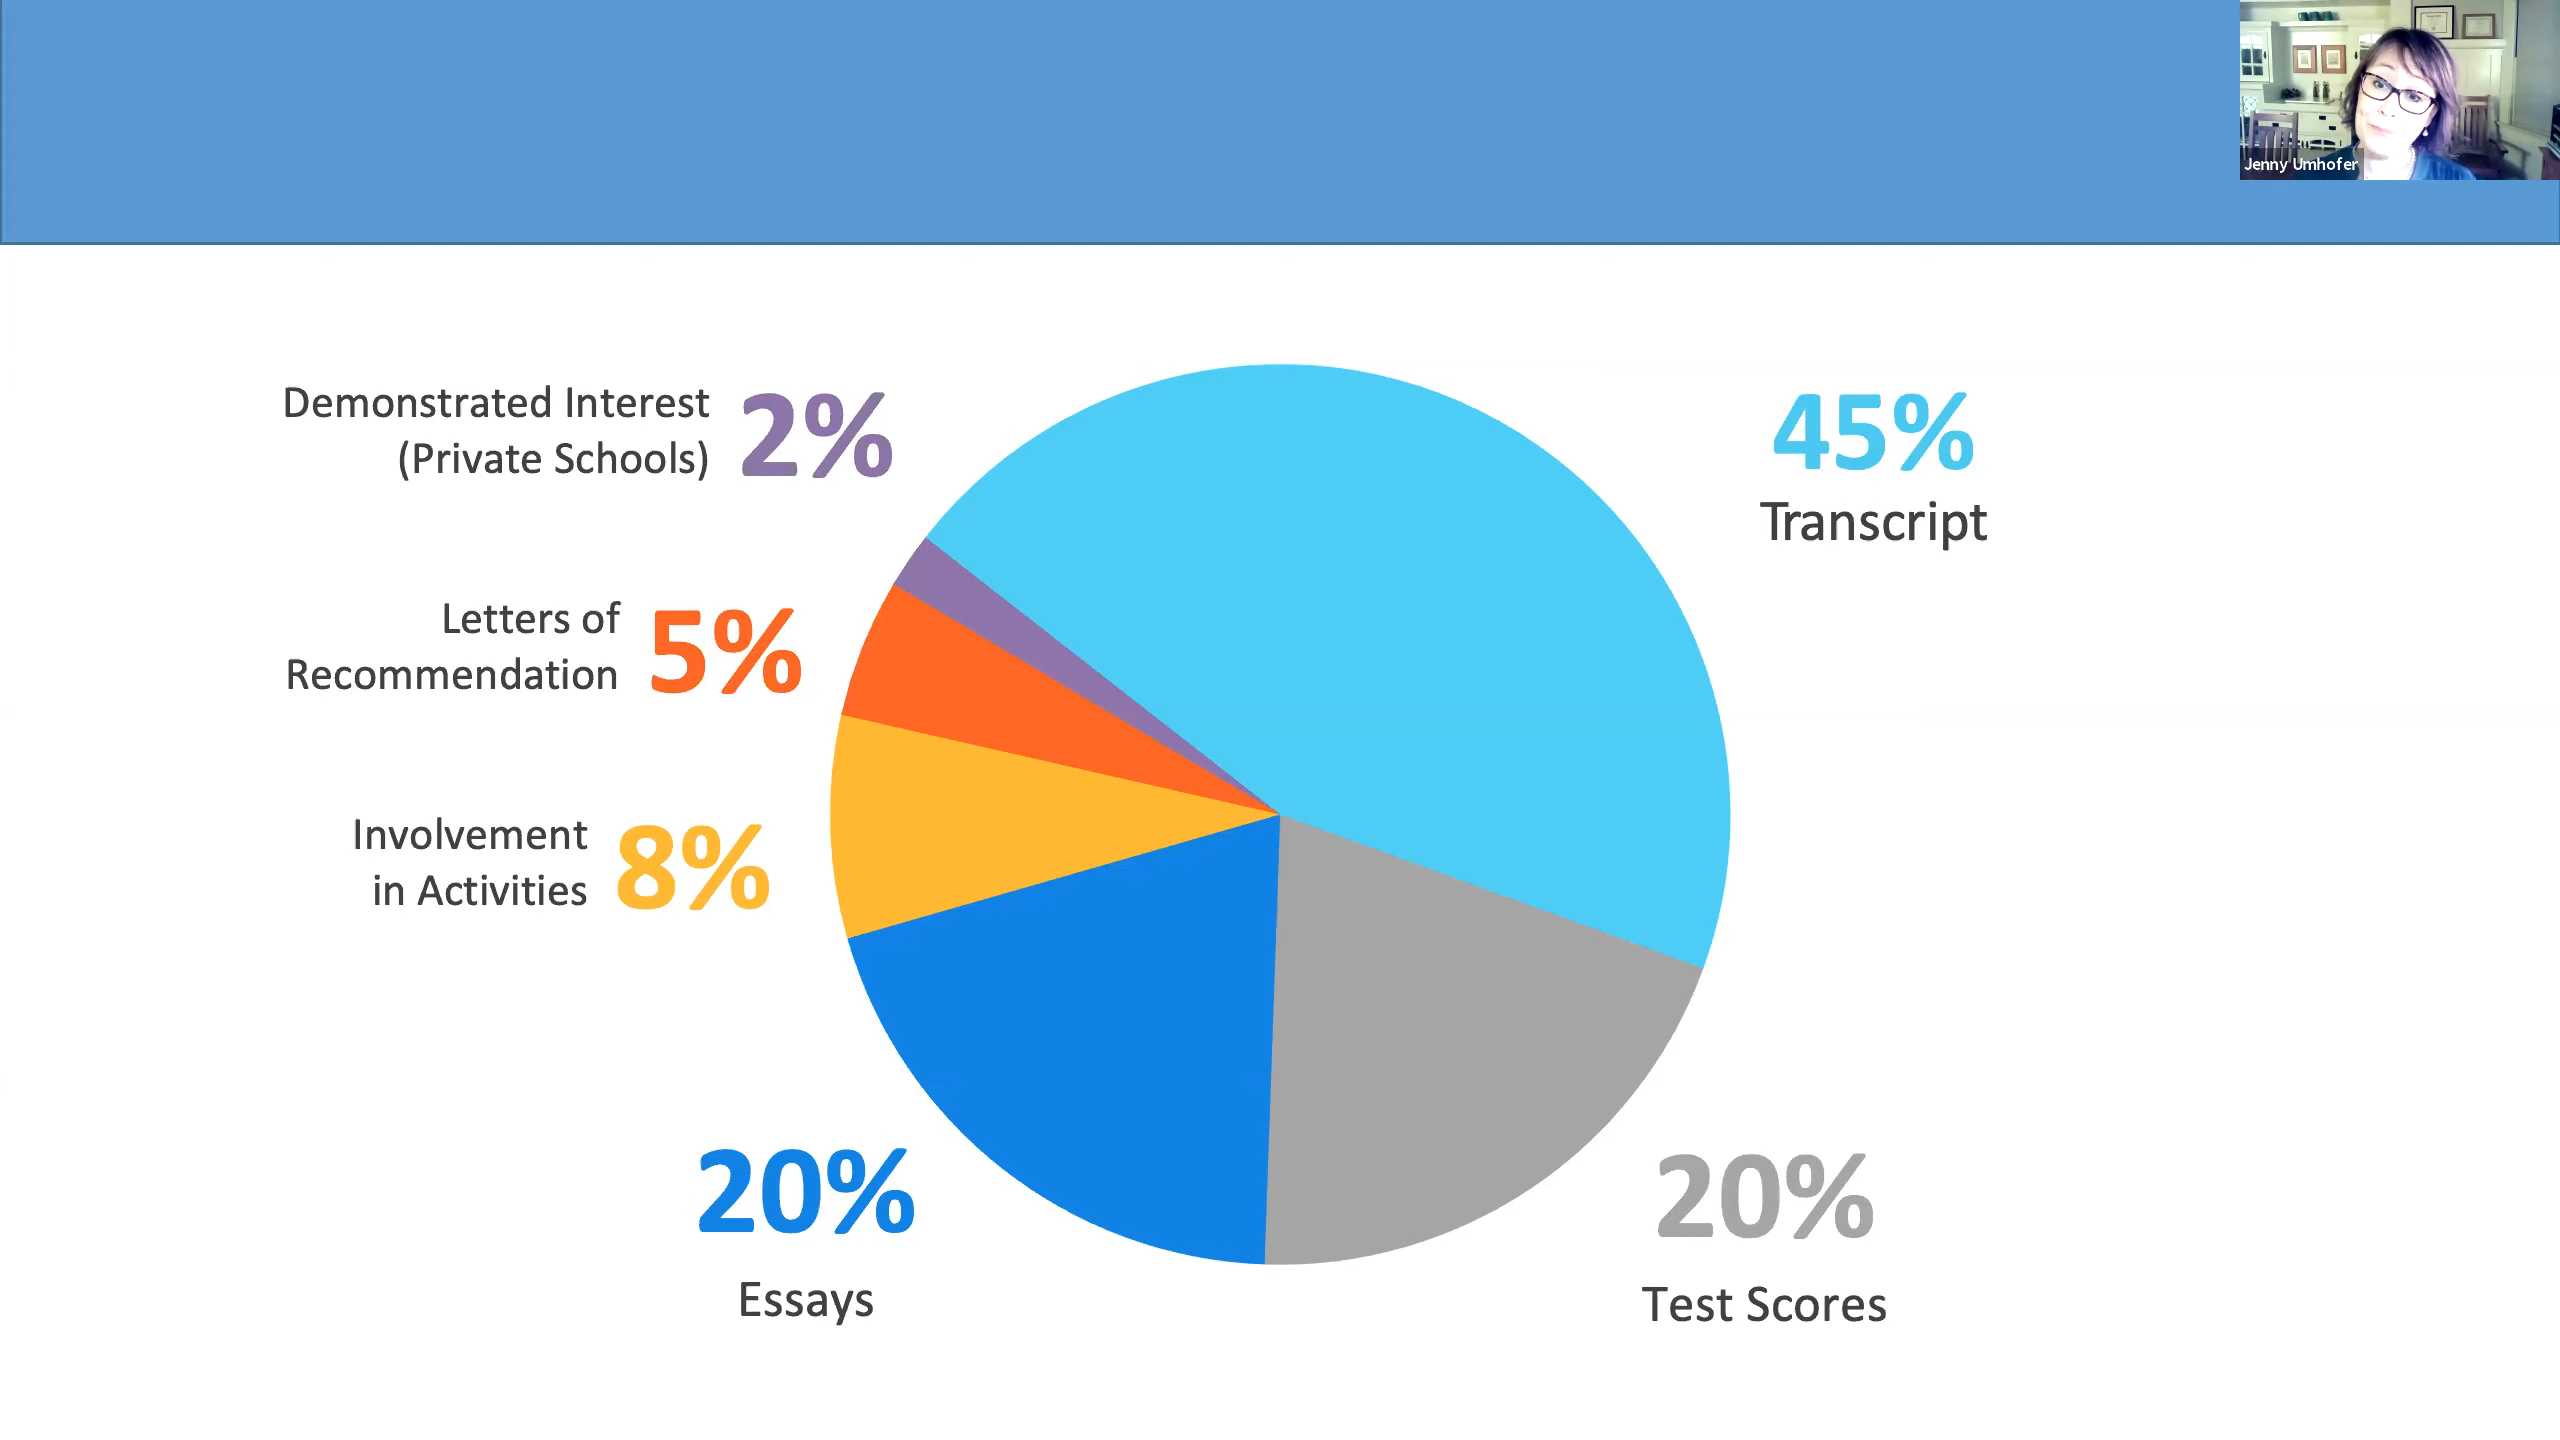 Jenny Umhofer
Demonstrated Interest
(Private Schools)
2%
45%
Transcript
Letters of
Recommendation
5%
Involvement
in Activities
8%
20%
Essays
20%
Test Scores